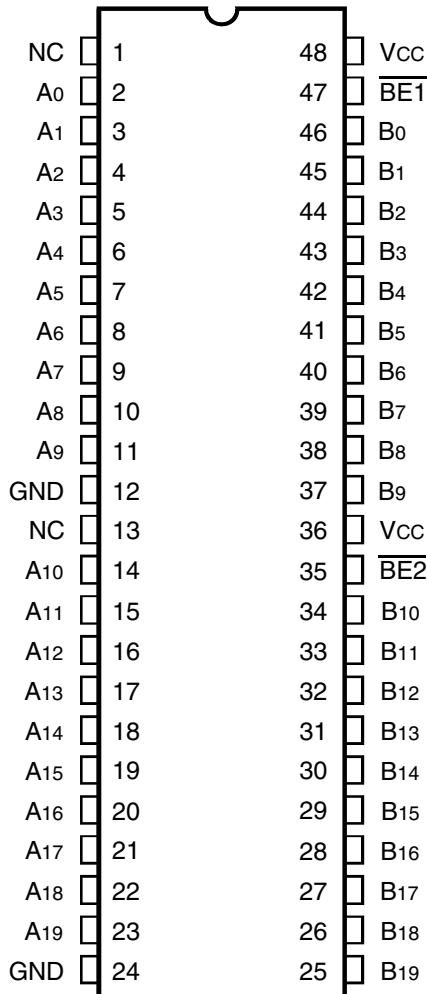 NC 1 48 VCC
A0 2 47 B̅E̅1̅
A1 3 46 B0
A2 4 45 B1
A3 5 44 B2
A4 6 43 B3
A5 7 42 B4
A6 8 41 B5
A7 9 40 B6
A8 10 39 B7
A9 11 38 B8
GND 12 37 B9
NC 13 36 VCC
A10 14 35 B̅E̅2̅
A11 15 34 B10
A12 16 33 B11
A13 17 32 B12
A14 18 31 B13
A15 19 30 B14
A16 20 29 B15
A17 21 28 B16
A18 22 27 B17
A19 23 26 B18
GND 24 25 B19